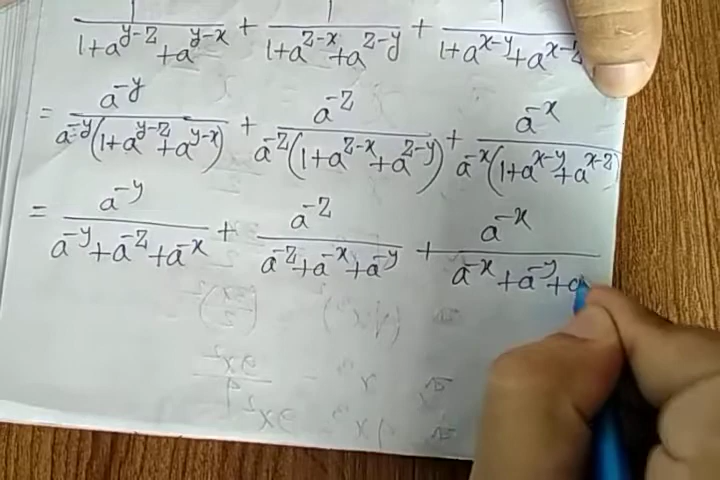 1/(1+a^(y-z)+a^(y-x)) + 1/(1+a^(z-x)+a^(z-y)) + 1/(1+a^(x-y)+a^(x-z))
= a^(-y)/(a^(-y)(1+a^(y-z)+a^(y-x))) + a^(-z)/(a^(-z)(1+a^(z-x)+a^(z-y))) + a^(-x)/(a^(-x)(1+a^(x-y)+a^(x-z)))
= a^(-y)/(a^(-y)+a^(-z)+a^(-x)) + a^(-z)/(a^(-z)+a^(-x)+a^(-y)) + a^(-x)/(a^(-x)+a^(-y)+a